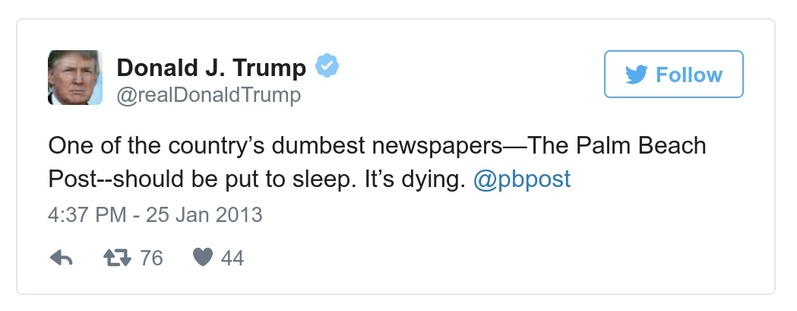 Donald J. Trump
Follow
@realDonaldTrump
One of the country’s dumbest newspapers—The Palm Beach
Post--should be put to sleep. It’s dying. @pbpost
4:37 PM - 25 Jan 2013
76 44